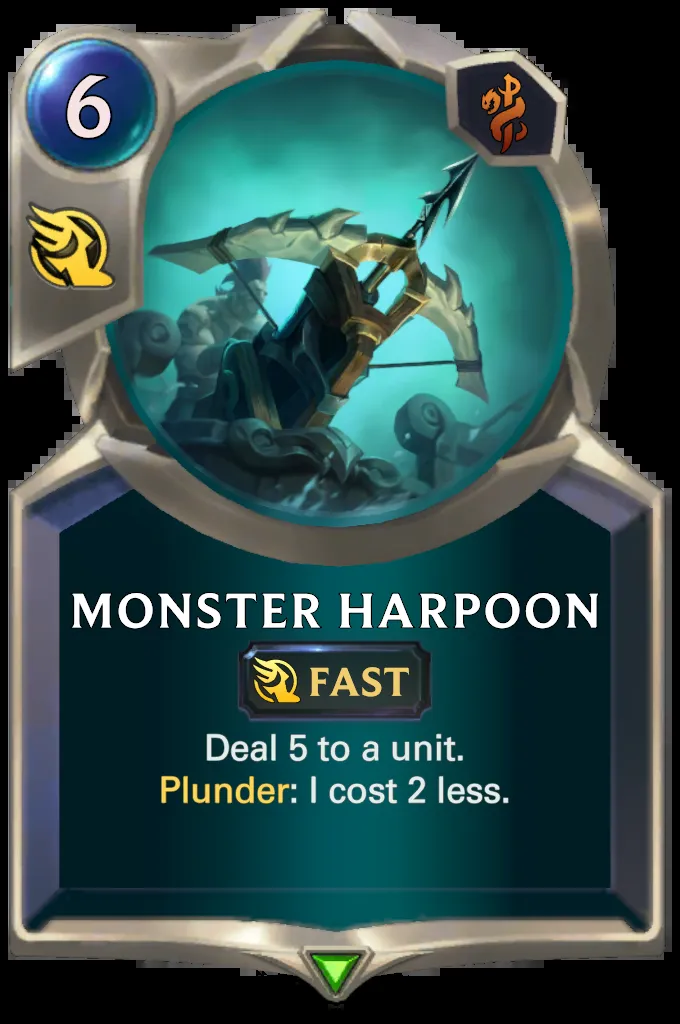 6
MONSTER HARPOON
FAST
Deal 5 to a unit.
Plunder: I cost 2 less.